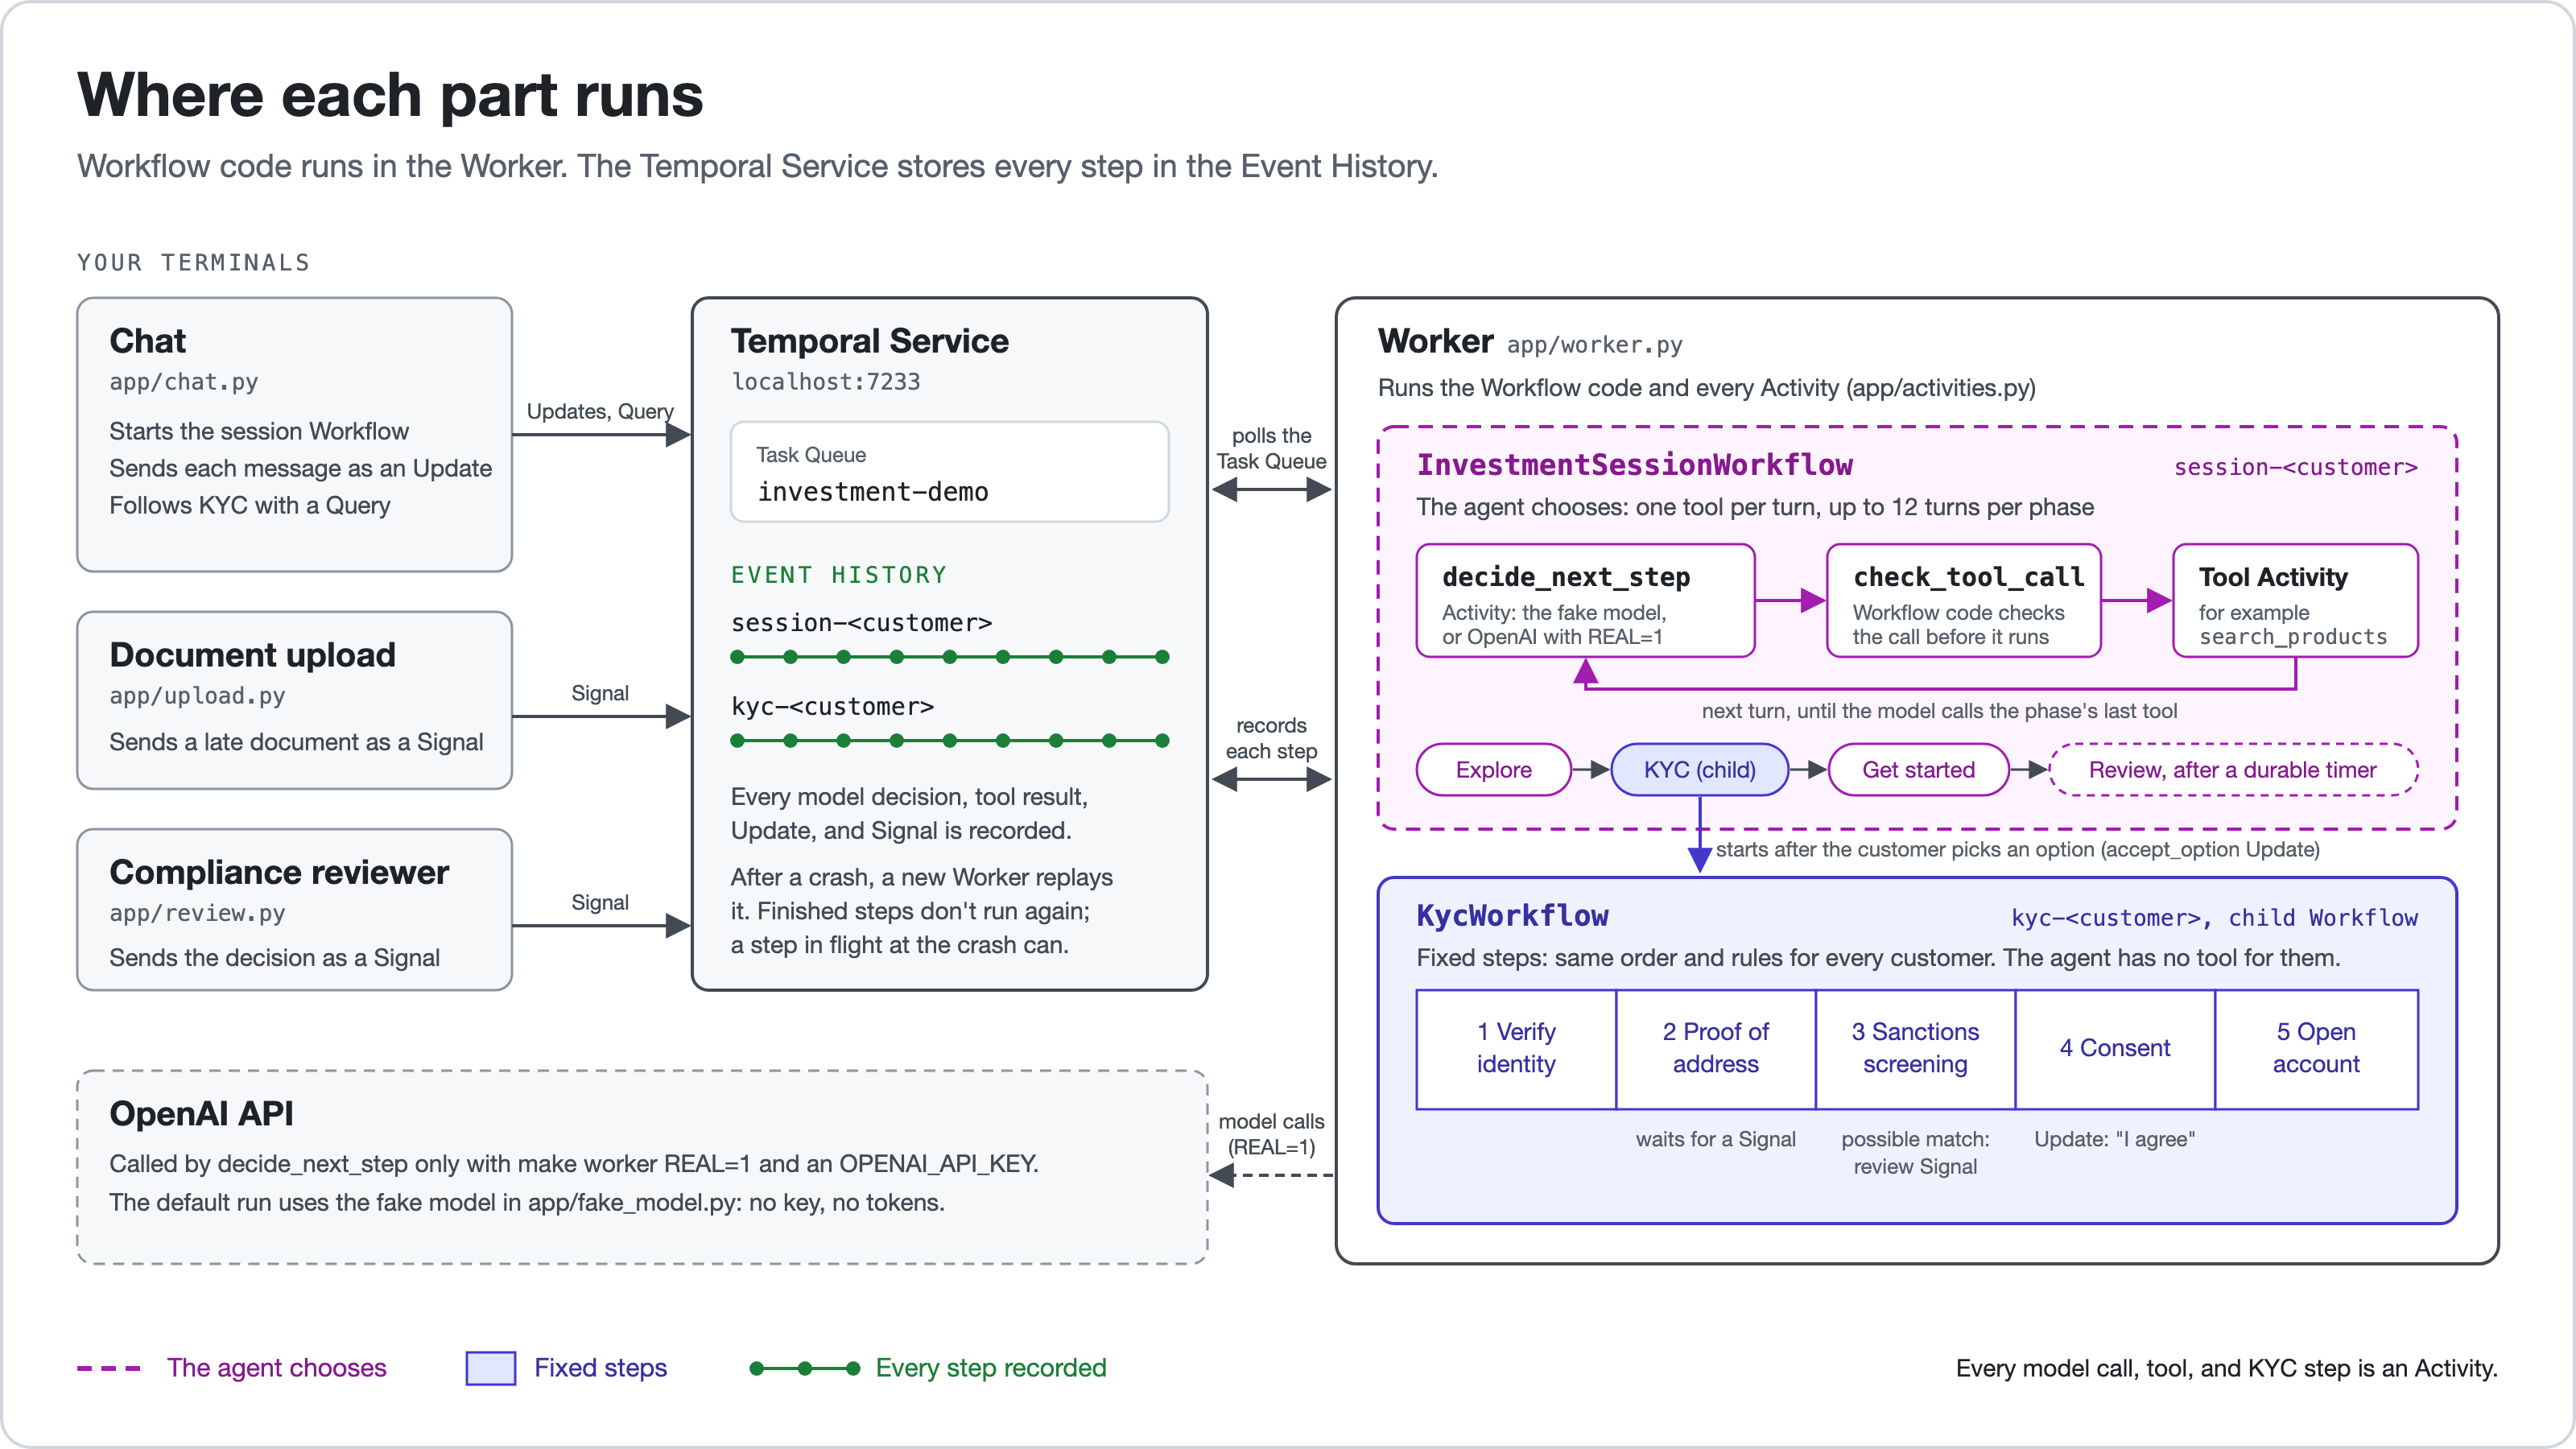 Where each part runs
Workflow code runs in the Worker. The Temporal Service stores every step in the Event History.
YOUR TERMINALS
Chat
app/chat.py
Starts the session Workflow
Sends each message as an Update
Follows KYC with a Query
Updates, Query
Document upload
app/upload.py
Sends a late document as a Signal
Signal
Compliance reviewer
app/review.py
Sends the decision as a Signal
Signal
Temporal Service
localhost:7233
Task Queue
investment-demo
EVENT HISTORY
session-<customer>
kyc-<customer>
Every model decision, tool result,
Update, and Signal is recorded.
After a crash, a new Worker replays
it. Finished steps don't run again;
a step in flight at the crash can.
polls the
Task Queue
records
each step
OpenAI API
Called by decide_next_step only with make worker REAL=1 and an OPENAI_API_KEY.
The default run uses the fake model in app/fake_model.py: no key, no tokens.
model calls
(REAL=1)
Worker app/worker.py
Runs the Workflow code and every Activity (app/activities.py)
InvestmentSessionWorkflow
session-<customer>
The agent chooses: one tool per turn, up to 12 turns per phase
decide_next_step
Activity: the fake model,
or OpenAI with REAL=1
check_tool_call
Workflow code checks
the call before it runs
Tool Activity
for example
search_products
next turn, until the model calls the phase's last tool
Explore
KYC (child)
Get started
Review, after a durable timer
starts after the customer picks an option (accept_option Update)
KycWorkflow
kyc-<customer>, child Workflow
Fixed steps: same order and rules for every customer. The agent has no tool for them.
1 Verify
identity
2 Proof of
address
3 Sanctions
screening
4 Consent
5 Open
account
waits for a Signal
possible match:
review Signal
Update: "I agree"
The agent chooses
Fixed steps
Every step recorded
Every model call, tool, and KYC step is an Activity.